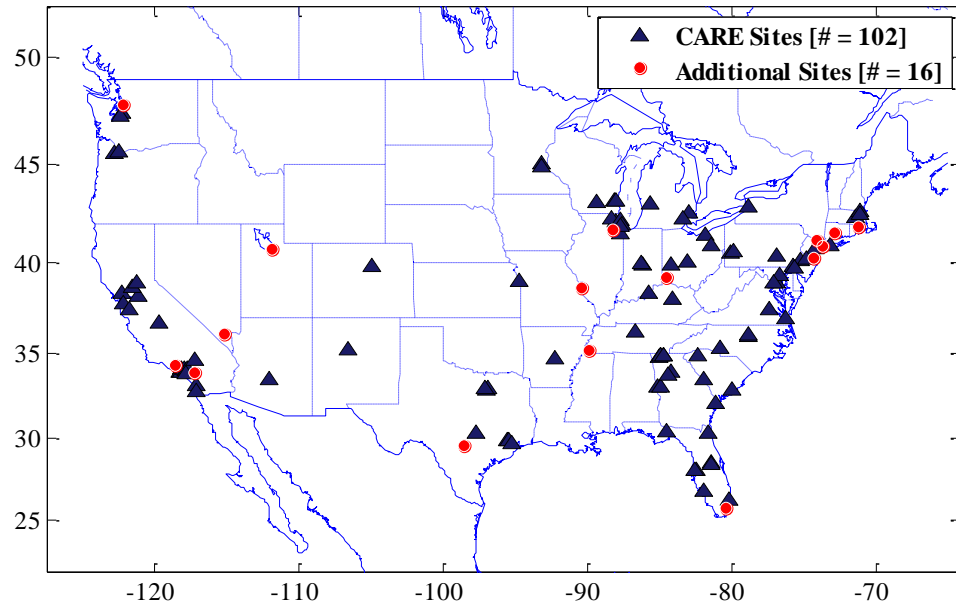 CARE Sites [# = 102]
Additional Sites [# = 16]
50
45
40
35
30
25
-120 -110 -100 -90 -80 -70